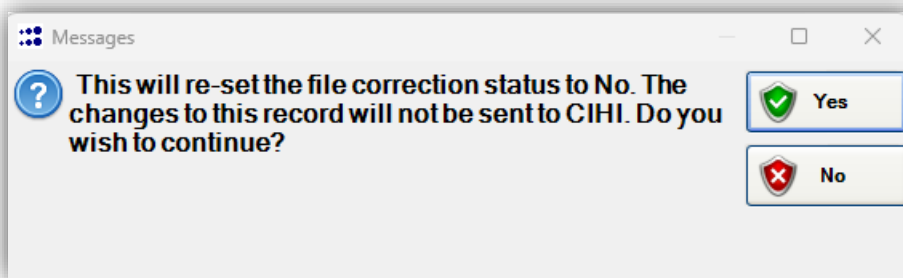 Messages
This will re-set the file correction status to No. The
changes to this record will not be sent to CIHI. Do you
wish to continue?
Yes
No